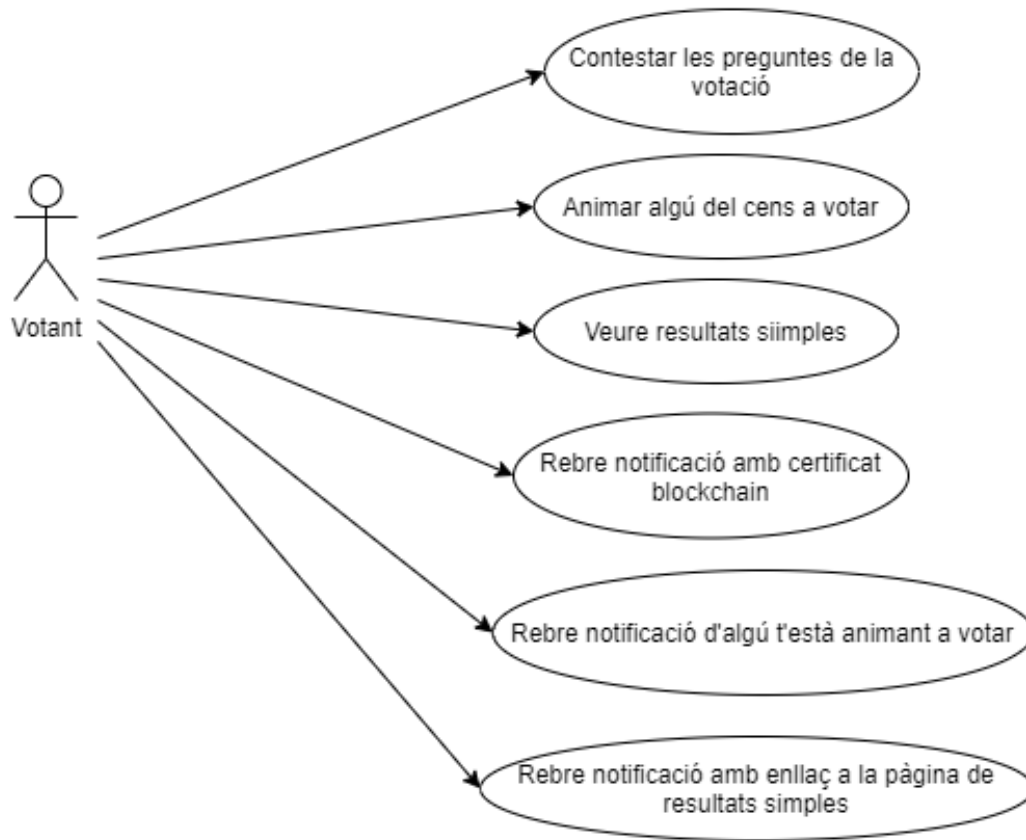 Contestar les preguntes de la
votació
Animar algú del cens a votar
Votant
Veure resultats siimples
Rebre notificació amb certificat
blockchain
Rebre notificació d'algú t'està animant a votar
Rebre notificació amb enllaç a la pàgina de
resultats simples